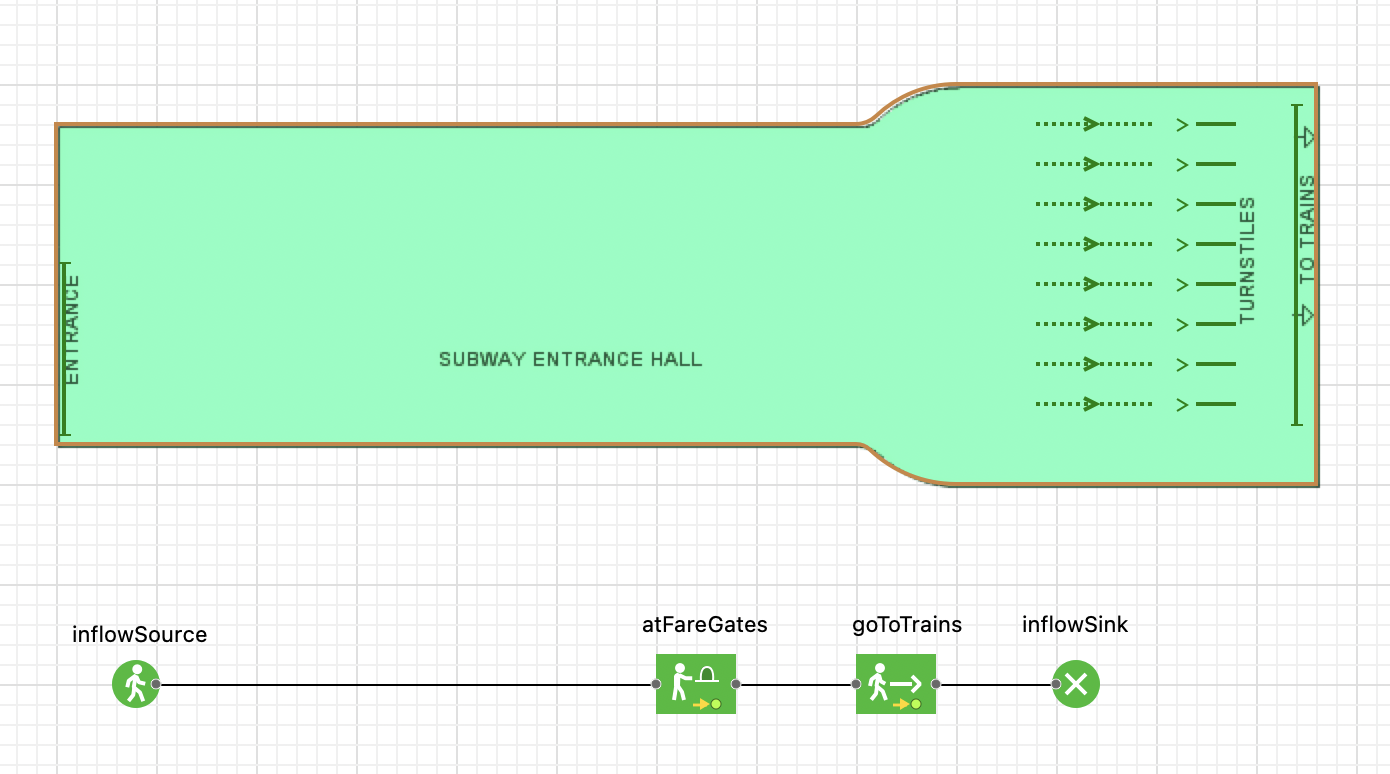 ENTRANCE
SUBWAY ENTRANCE HALL
TURNSTILES
TO TRAINS
inflowSource
atFareGates
goToTrains
inflowSink